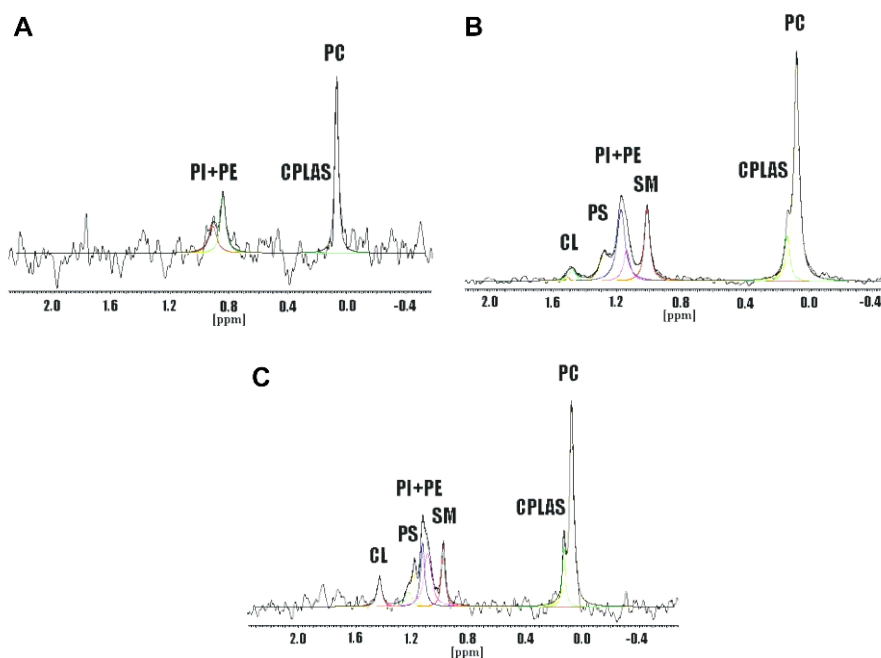 A
PC
PI+PE
CPLAS
2.0 1.6 1.2 0.8 0.4 0.0 -0.4
[ppm]
B
PC
PI+PE
CPLAS
SM
PS
CL
2.0 1.6 1.2 0.8 0.4 0.0 -0.4
[ppm]
C
PC
PI+PE
CPLAS
SM
PS
CL
2.0 1.6 1.2 0.8 0.4 0.0 -0.4
[ppm]